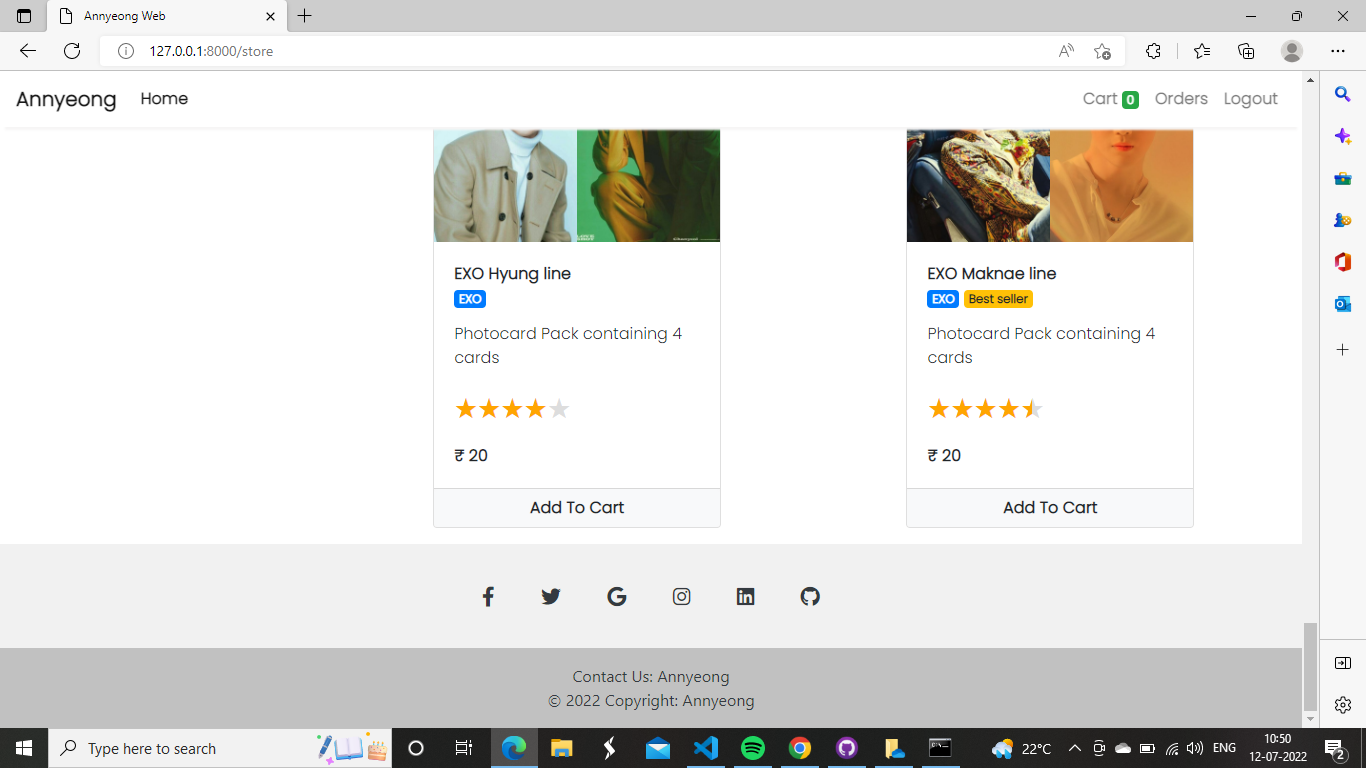 Annyeong Web
127.0.0.1:8000/store
Annyeong Home Cart 0 Orders Logout
EXO Hyung line
EXO
Photocard Pack containing 4
cards
₹ 20
Add To Cart
EXO Maknae line
EXO Best seller
Photocard Pack containing 4
cards
₹ 20
Add To Cart
Contact Us: Annyeong
© 2022 Copyright: Annyeong
Type here to search
22°C
ENG
10:50
12-07-2022
2